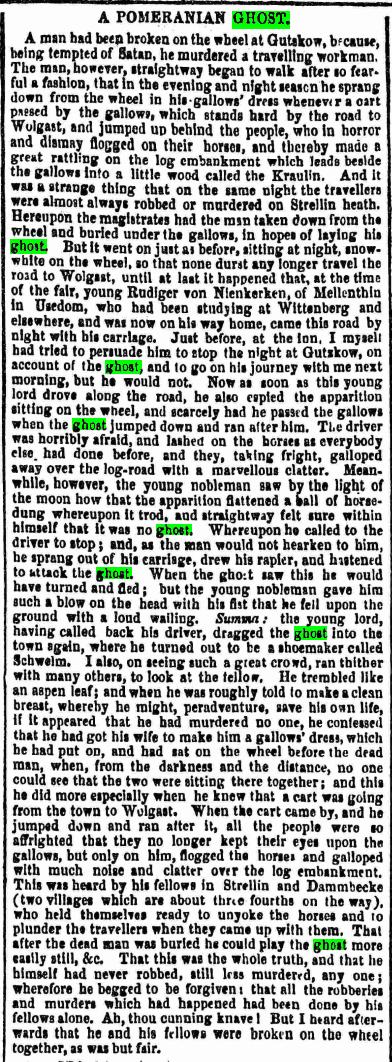 A POMERANIAN GHOST.
A man had been broken on the wheel at Gutzkow, because,
being tempted of Satan, he murdered a travelling workman.
The man, however, straightway began to walk after so fear-
ful a fashion, that in the evening and night season he sprang
down from the wheel in his gallows' dress whenever a cart
passed by the gallows, which stands hard by the road to
Wolgast, and jumped up behind the people, who in horror
and dismay flogged on their horses, and thereby made a
great rattling on the log embankment which leads beside
the gallows into a little wood called the Kraulin. And it
was a strange thing that on the same night the travellers
were almost always robbed or murdered on Strellin heath.
Hereupon the magistrates had the man taken down from the
wheel and buried under the gallows, in hopes of laying his
ghost. But it went on just as before, sitting at night, snow-
white on the wheel, so that none durst any longer travel the
road to Wolgast, until at last it happened that, at the time
of the fair, young Rudiger von Nienkerken, of Mellenthin
in Usedom, who had been studying at Wittenberg and
elsewhere, and was now on his way home, came this road by
night with his carriage. Just before, at the inn, I myself
had tried to persuade him to stop the night at Gutzkow, on
account of the ghost, and to go on his journey with me next
morning, but he would not. Now as soon as this young
lord drove along the road, he also espied the apparition
sitting on the wheel, and scarcely had he passed the gallows
when the ghost jumped down and ran after him. The driver
was horribly afraid, and lashed on the horses as everybody
else had done before, and they, taking fright, galloped
away over the log-road with a marvellous clatter. Mean-
while, however, the young nobleman saw by the light of
the moon how that the apparition flattened a ball of horse-
dung whereupon it trod, and straightway felt sure within
himself that it was no ghost. Whereupon he called to the
driver to stop; and, as the man would not hearken to him,
he sprang out of his carriage, drew his rapier, and hastened
to attack the ghost. When the ghost saw this he would
have turned and fled; but the young nobleman gave him
such a blow on the head with his fist that he fell upon the
ground with a loud wailing. Summa: the young lord,
having called back his driver, dragged the ghost into the
town again, where he turned out to be a shoemaker called
Schwelm. I also, on seeing such a great crowd, ran thither
with many others, to look at the fellow. He trembled like
an aspen leaf; and when he was roughly told to make a clean
breast, whereby he might, peradventure, save his own life,
if it appeared that he had murdered no one, he confessed
that he had got his wife to make him a gallows' dress, which
he had put on, and had sat on the wheel before the dead
man, when, from the darkness and the distance, no one
could see that the two were sitting there together; and this
he did more especially when he knew that a cart was going
from the town to Wolgast. When the cart came by, and he
jumped down and ran after it, all the people were so
affrighted that they no longer kept their eyes upon the
gallows, but only on him, flogged the horses and galloped
with much noise and clatter over the log embankment.
This was heard by his fellows in Strellin and Dammbecke
(two villages which are about three fourths on the way),
who held themselves ready to unyoke the horses and to
plunder the travellers when they came up with them. That
after the dead man was buried he could play the ghost more
easily still, &c. That this was the whole truth, and that he
himself had never robbed, still less murdered, any one;
wherefore he begged to be forgiven: that all the robberies
and murders which had happened had been done by his
fellows alone. Ah, thou cunning knave! But I heard after-
wards that he and his fellows were broken on the wheel
together, as was but fair.